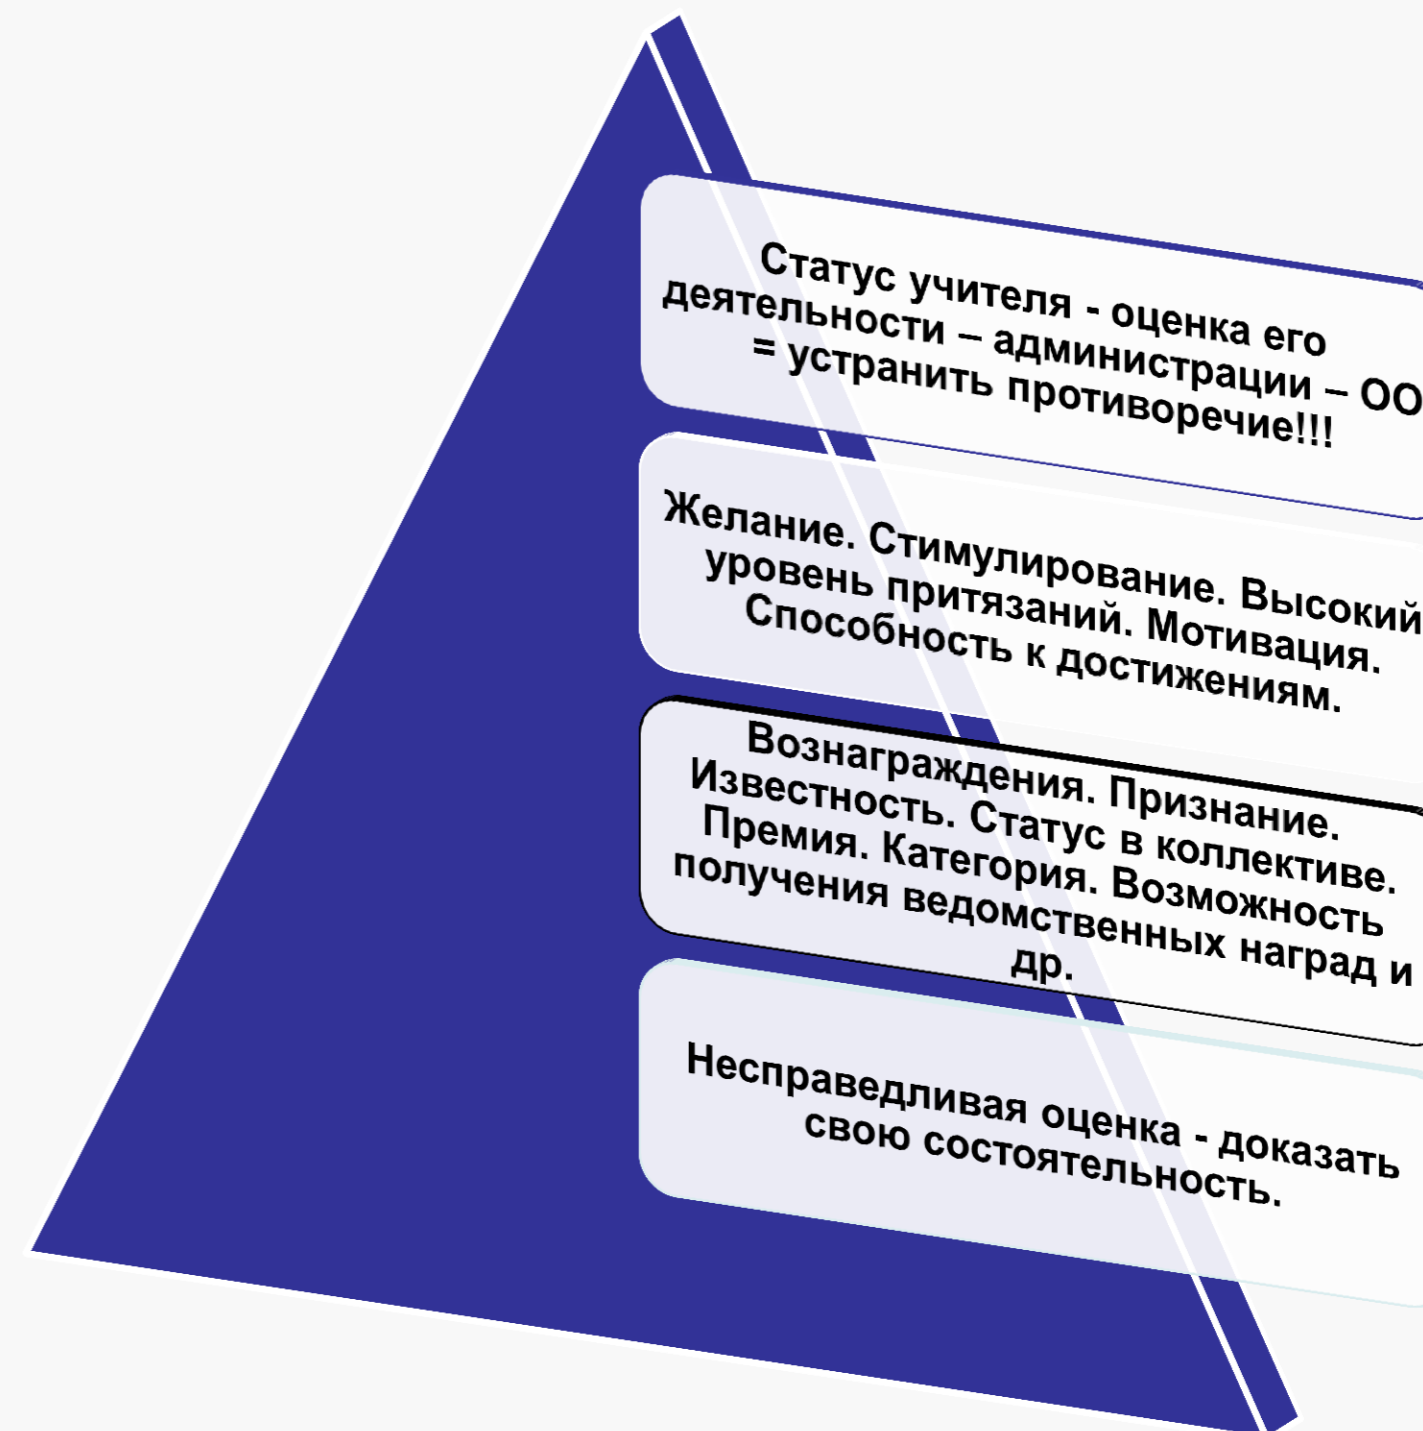 Статус учителя - оценка его
деятельности – администрации – ОО
= устранить противоречие!!!
Желание. Стимулирование. Высокий
уровень притязаний. Мотивация.
Способность к достижениям.
Вознаграждения. Признание.
Известность. Статус в коллективе.
Премия. Категория. Возможность
получения ведомственных наград и
др.
Несправедливая оценка - доказать
свою состоятельность.